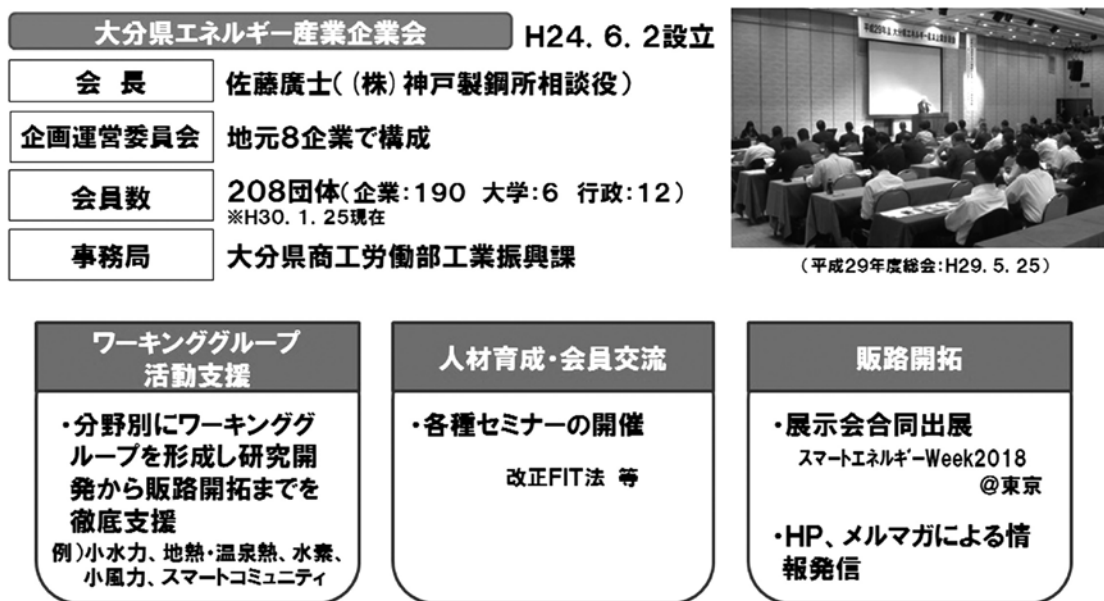 大分県エネルギー産業企業会
H24. 6. 2設立
会 長
佐藤廣士( (株) 神戸製鋼所相談役 )
企画運営委員会
地元8企業で構成
会員数
208団体(企業:190 大学:6 行政:12)
※H30. 1. 25現在
事務局
大分県商工労働部工業振興課
(平成29年度総会:H29. 5. 25)
ワーキンググループ
活動支援
・分野別にワーキンググ
ループを形成し研究開
発から販路開拓までを
徹底支援
例)小水力、地熱・温泉熱、水素、
小風力、スマートコミュニティ
人材育成・会員交流
・各種セミナーの開催
改正FIT法 等
販路開拓
・展示会合同出展
スマートエネルギーWeek2018
@東京
・HP、メルマガによる情
報発信